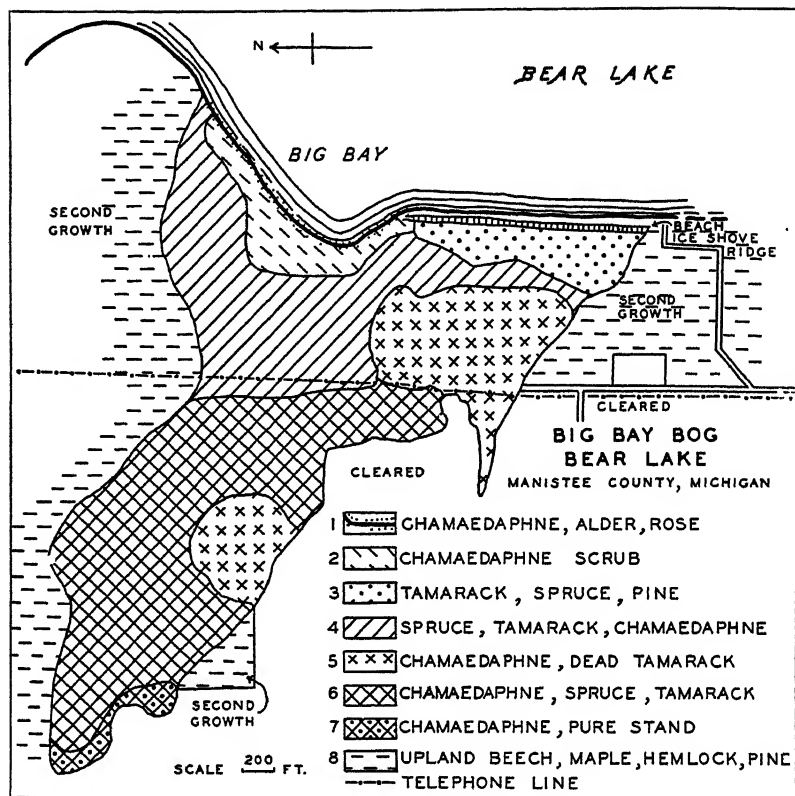 N
BEAR LAKE
BIG BAY
SECOND
GROWTH
BEACH
ICE SHOVE
RIDGE
SECOND
GROWTH
CLEARED
BIG BAY BOG
BEAR LAKE
MANISTEE COUNTY, MICHIGAN
CLEARED
1 CHAMAEDAPHNE, ALDER, ROSE
2 CHAMAEDAPHNE SCRUB
3 TAMARACK, SPRUCE, PINE
4 SPRUCE, TAMARACK, CHAMAEDAPHNE
5 CHAMAEDAPHNE, DEAD TAMARACK
6 CHAMAEDAPHNE, SPRUCE, TAMARACK
7 CHAMAEDAPHNE, PURE STAND
8 UPLAND BEECH, MAPLE, HEMLOCK, PINE
TELEPHONE LINE
SECOND
GROWTH
SCALE 200 FT.